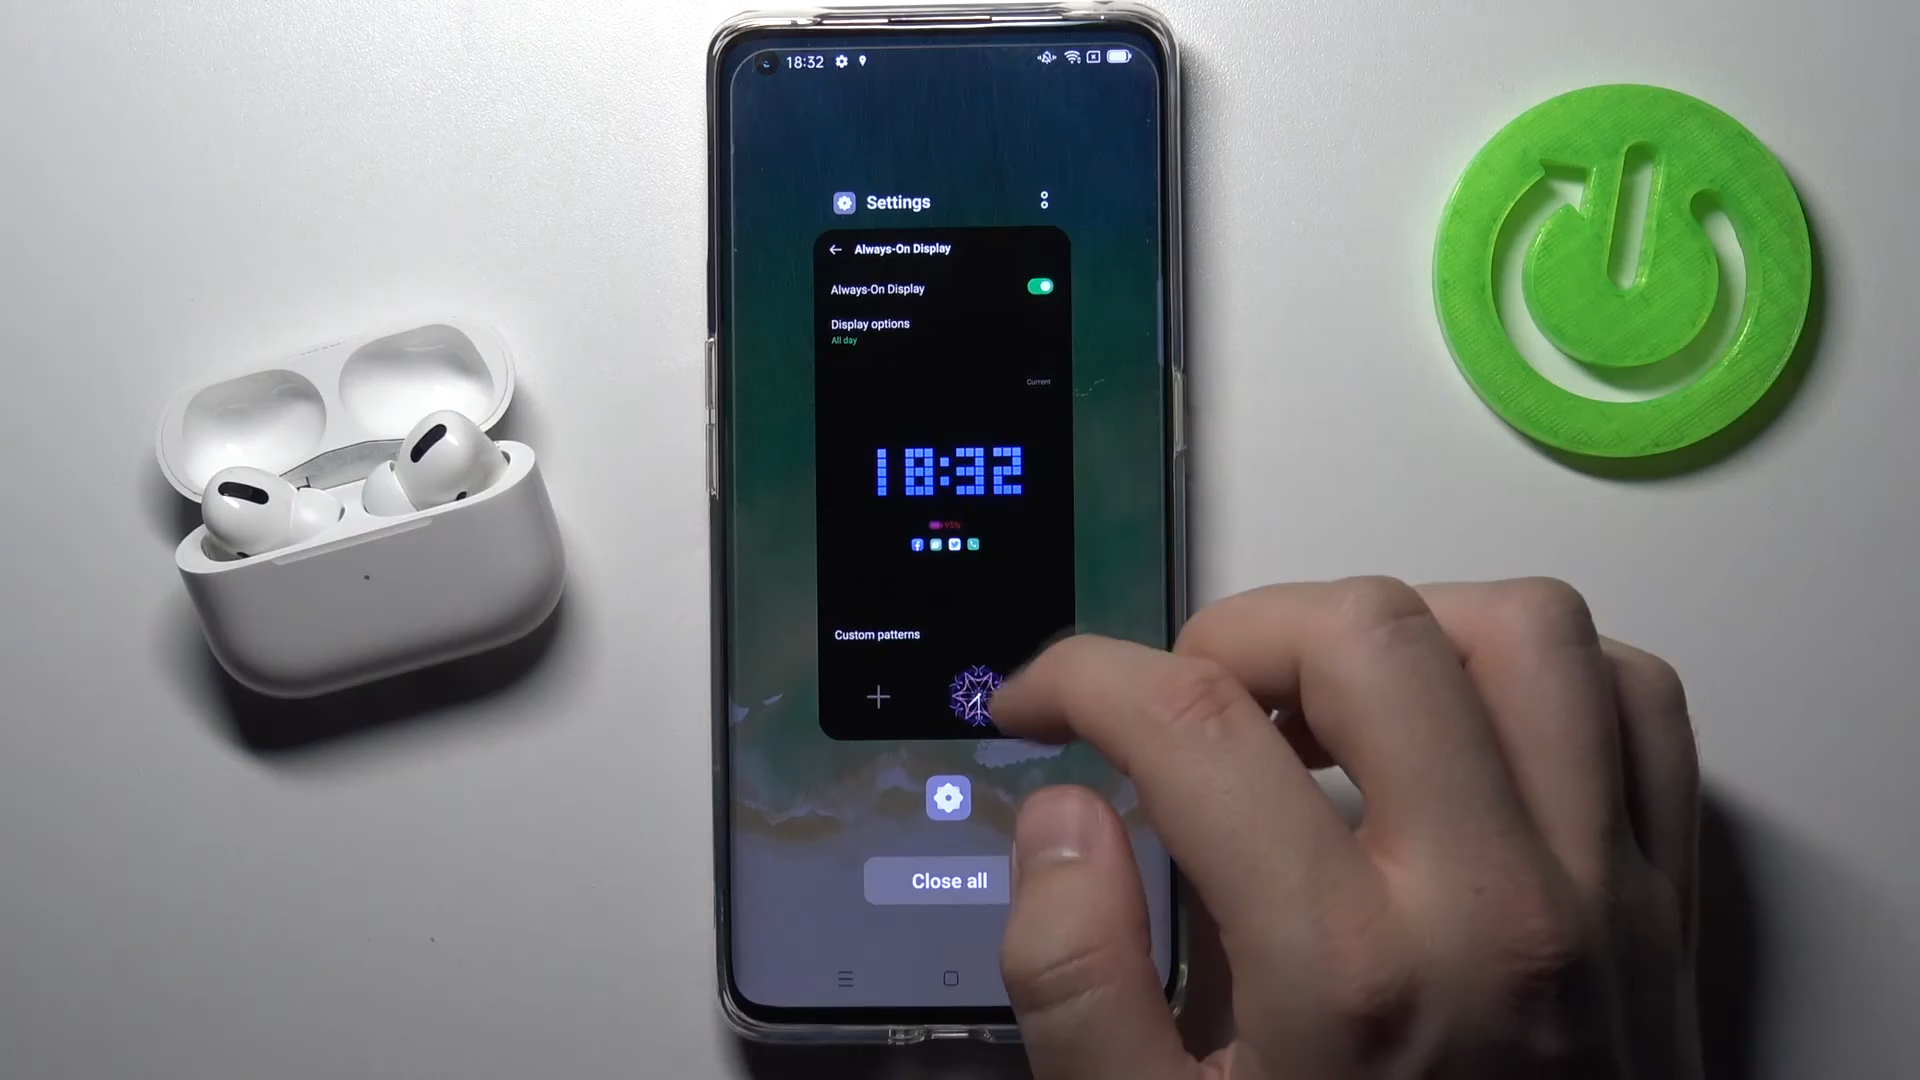 18:32
Settings
Always-On Display
Always-On Display
Display options
All day
Current
18:32
93%
Custom patterns
Close all